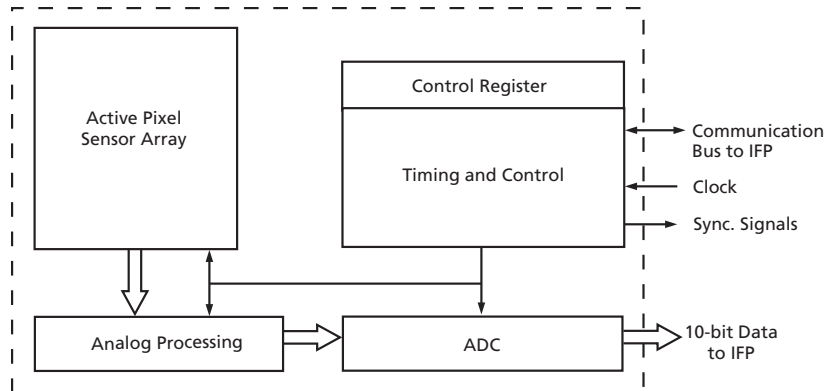 Active Pixel
Sensor Array
Control Register
Timing and Control
Communication
Bus to IFP
Clock
Sync. Signals
Analog Processing
ADC
10-bit Data
to IFP